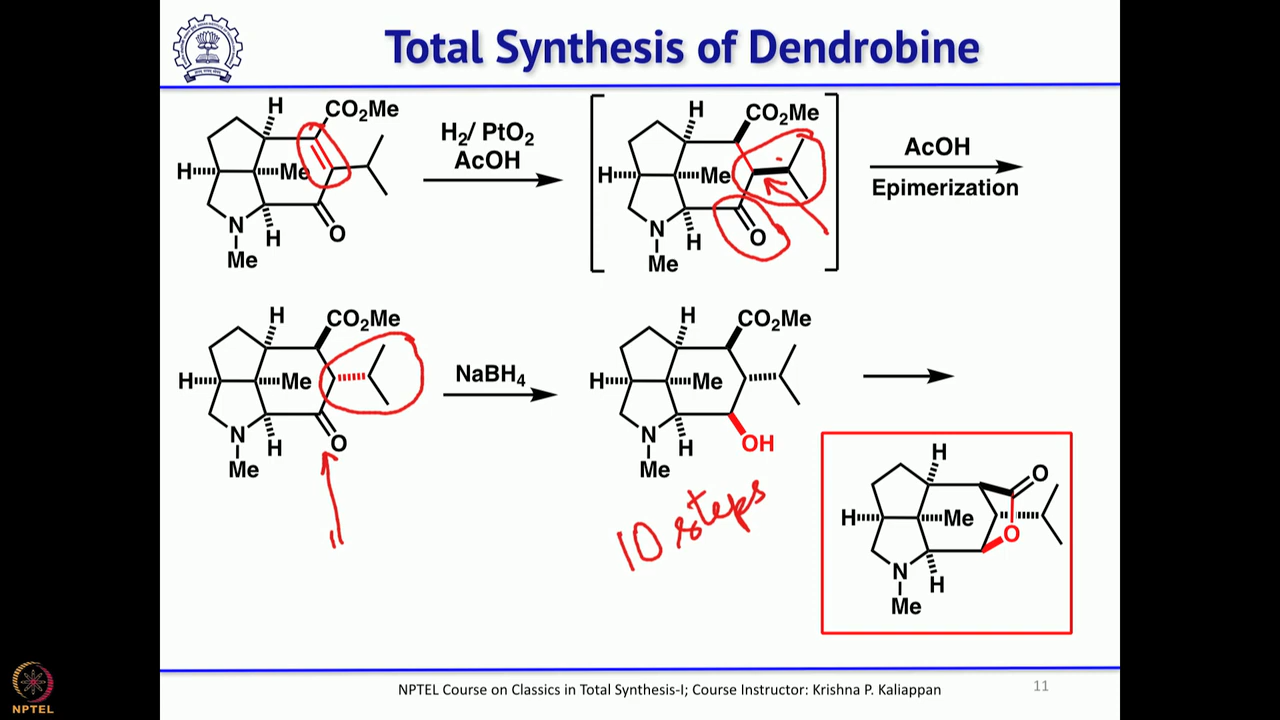 Total Synthesis of Dendrobine
H
CO₂Me
H
Me
N
H
O
Me
H₂/ PtO₂
AcOH
H
CO₂Me
H
Me
N
H
O
Me
AcOH
Epimerization
H
CO₂Me
H
Me
N
H
O
Me
NaBH₄
H
CO₂Me
H
Me
N
H
OH
Me
10 steps
H
O
H
Me
O
N
H
Me
NPTEL
NPTEL Course on Classics in Total Synthesis-I; Course Instructor: Krishna P. Kaliappan
11